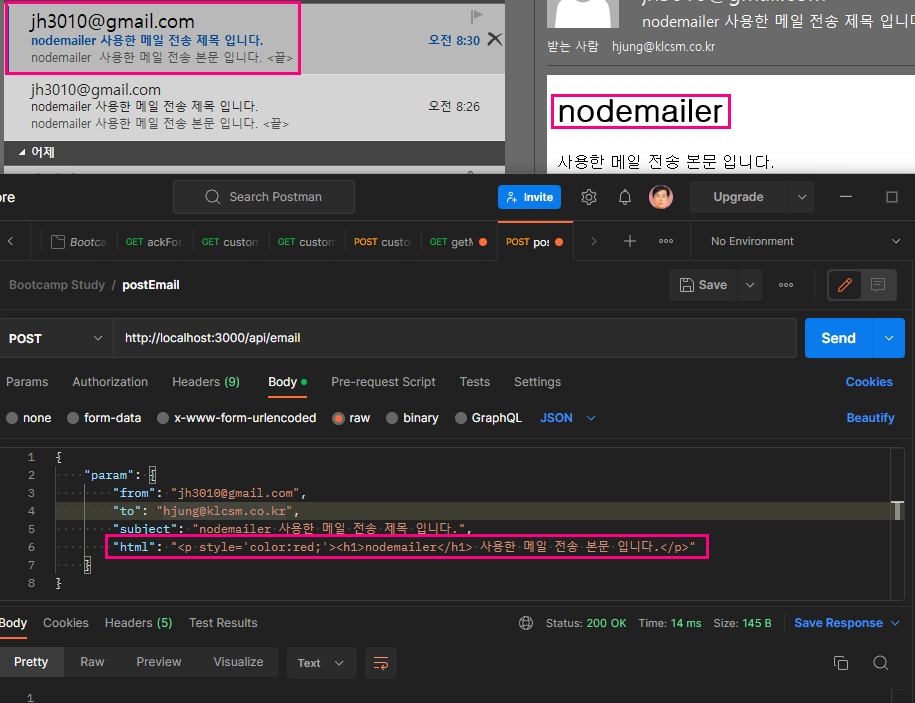 jh3010@gmail.com
nodemailer 사용한 메일 전송 제목 입니다. 오전 8:30
nodemailer 사용한 메일 전송 본문 입니다. <끝>
jh3010@gmail.com
nodemailer 사용한 메일 전송 제목 입니다. 오전 8:26
nodemailer 사용한 메일 전송 본문 입니다. <끝>
어제
jh3010@gmail.com
nodemailer 사용한 메일 전송 제목 입니
받는 사람 hjung@klcsm.co.kr
nodemailer
사용한 메일 전송 본문 입니다.
ore Search Postman Invite Upgrade
Bootca GET ackFor GET custom GET custon POST custo GET getM POST pos No Environment
Bootcamp Study / postEmail Save
POST http://localhost:3000/api/email Send
Params Authorization Headers (9) Body Pre-request Script Tests Settings Cookies
none form-data x-www-form-urlencoded raw binary GraphQL JSON Beautify
1 {
2 "param": {
3 "from": "jh3010@gmail.com",
4 "to": "hjung@klcsm.co.kr",
5 "subject": "nodemailer 사용한 메일 전송 제목 입니다.",
6 "html": "<p style='color:red;'><h1>nodemailer</h1> 사용한 메일 전송 본문 입니다.</p>"
7 }
8 }
Body Cookies Headers (5) Test Results Status: 200 OK Time: 14 ms Size: 145 B Save Response
Pretty Raw Preview Visualize Text
1